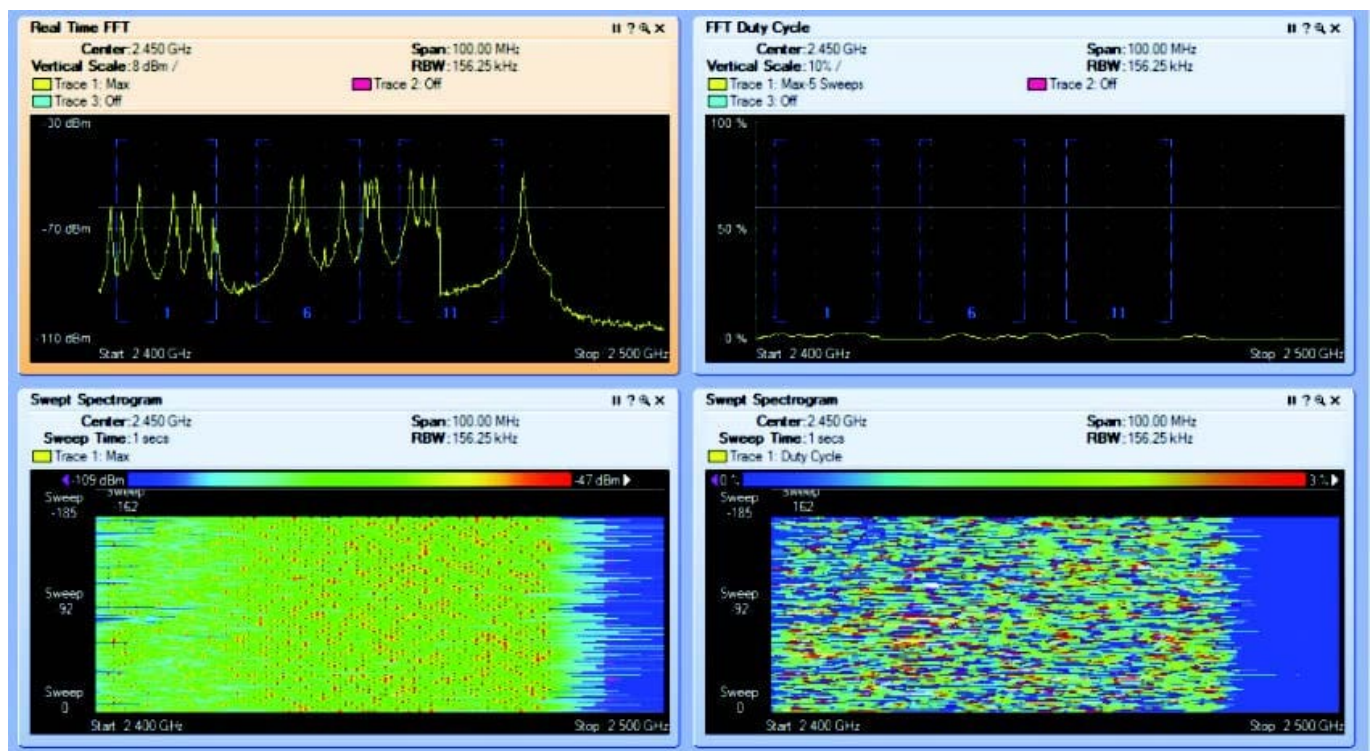 Real Time FFT
Center: 2.450 GHz Span: 100.00 MHz
Vertical Scale: 8 dBm / RBW: 156.25 kHz
Trace 1: Max Trace 2: Off
Trace 3: Off
-30 dBm
-70 dBm
1 6 11
-110 dBm
Start 2.400 GHz Stop 2.500 GHz
FFT Duty Cycle
Center: 2.450 GHz Span: 100.00 MHz
Vertical Scale: 10% / RBW: 156.25 kHz
Trace 1: Max-5 Sweeps Trace 2: Off
Trace 3: Off
100 %
50 %
1 6 11
0 %
Start 2.400 GHz Stop 2.500 GHz
Swept Spectrogram
Center: 2.450 GHz Span: 100.00 MHz
Sweep Time: 1 secs RBW: 156.25 kHz
Trace 1: Max
-109 dBm -47 dBm
Sweep Sweep
-185 -162
Sweep
-92
Sweep
0
Start 2.400 GHz Stop 2.500 GHz
Swept Spectrogram
Center: 2.450 GHz Span: 100.00 MHz
Sweep Time: 1 secs RBW: 156.25 kHz
Trace 1: Duty Cycle
0 % 3 %
Sweep Sweep
-185 -162
Sweep
-92
Sweep
0
Start 2.400 GHz Stop 2.500 GHz